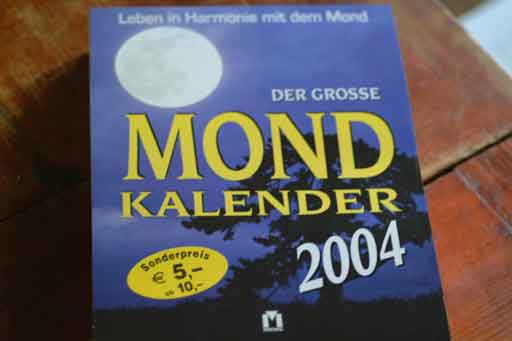 Leben in Harmonie mit dem Mond
DER GROSSE
MOND
KALENDER
2004
Sonderpreis
€ 5,-
10,-
M